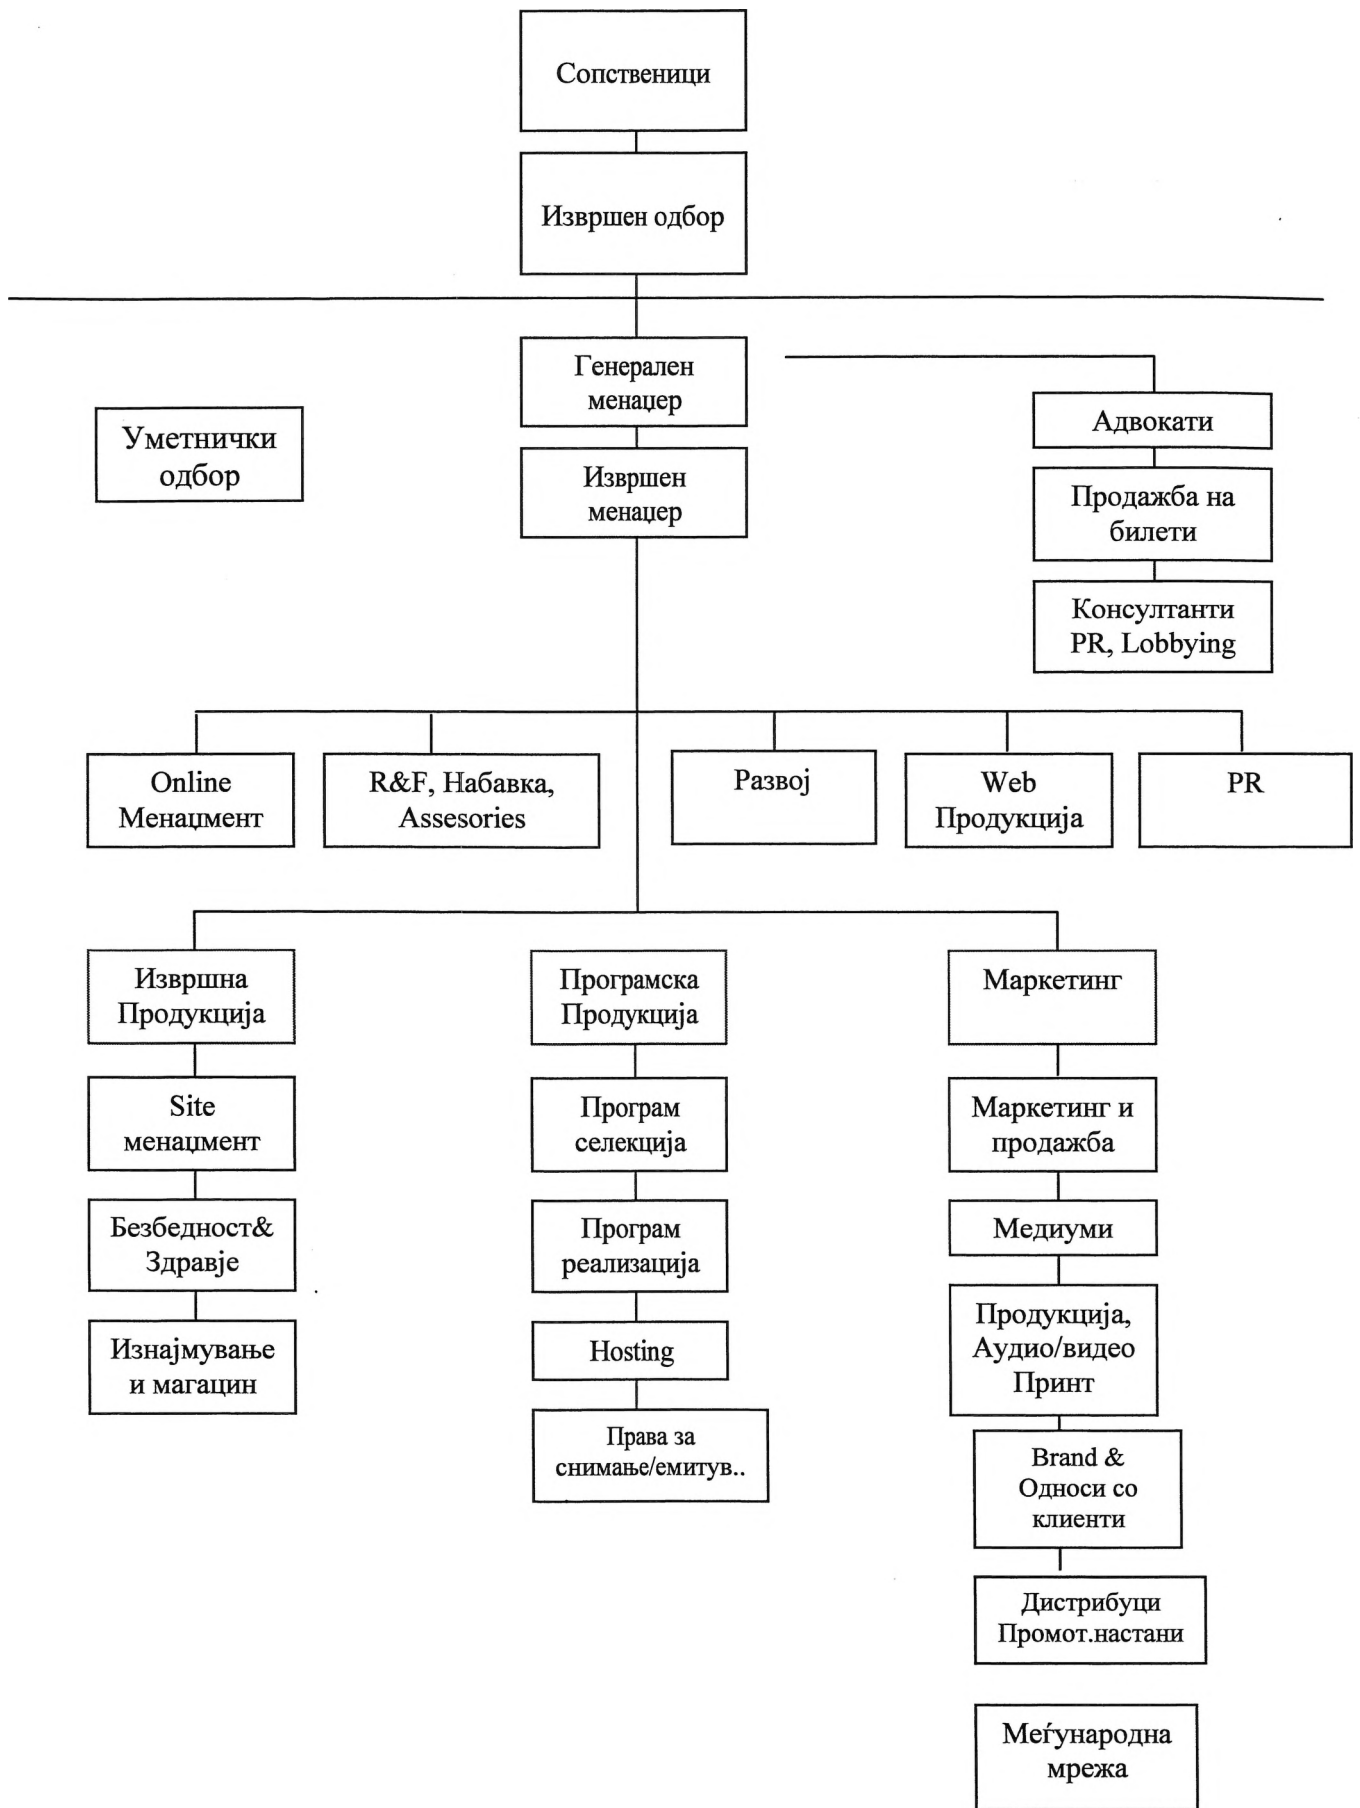 Сопственици
Извршен одбор
Генерален
менаџер
Уметнички
одбор
Извршен
менаџер
Адвокати
Продажба на
билети
Консултанти
PR, Lobbying
Online
Менаџмент
R&F, Набавка,
Assesories
Развој
Web
Продукција
PR
Извршна
Продукција
Site
менаџмент
Безбедност&
Здравје
Изнајмување
и магацин
Програмска
Продукција
Програм
селекција
Програм
реализација
Hosting
Права за
снимање/емитув..
Маркетинг
Маркетинг и
продажба
Медиуми
Продукција,
Аудио/видео
Принт
Brand &
Односи со
клиенти
Дистрибуци
Промот.настани
Меѓународна
мрежа